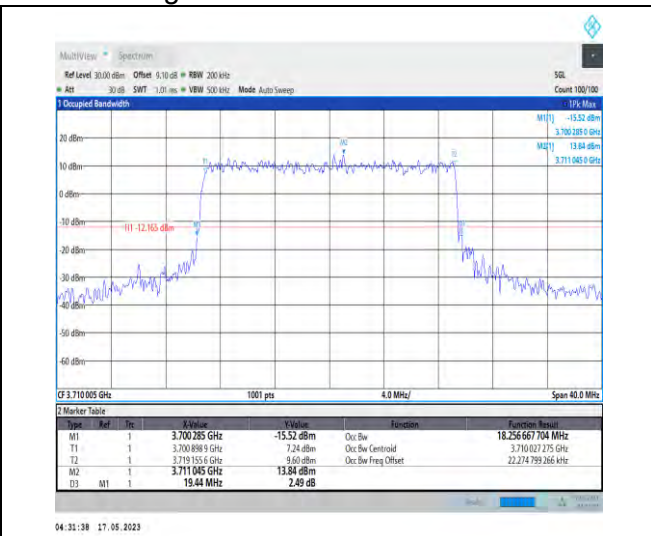 MultiView Spectrum
Ref Level 30.00 dBm Offset 9.10 dB RBW 200 kHz SGL
Att 30 dB SWT 1.01 ms VBW 500 kHz Mode Auto Sweep Count 100/100
1 Occupied Bandwidth 1Pk Max
M1[1] -15.52 dBm
3.700 285 0 GHz
M2[1] 13.84 dBm
3.711 045 0 GHz
20 dBm
M2
T1
10 dBm
0 dBm
-10 dBm
H1 -12.165 dBm
-20 dBm
-30 dBm
-40 dBm
-50 dBm
-60 dBm
CF 3.710 005 GHz 1001 pts 4.0 MHz/ Span 40.0 MHz
2 Marker Table
Type Ref Trc X-Value Y-Value Function Function Result
M1 1 3.700 285 GHz -15.52 dBm Occ Bw 18.256 667 704 MHz
T1 1 3.700 898 9 GHz 7.24 dBm Occ Bw Centroid 3.710 027 275 GHz
T2 1 3.719 155 6 GHz 9.60 dBm Occ Bw Freq Offset 22.274 799 266 kHz
M2 1 3.711 045 GHz 13.84 dBm
D3 M1 1 19.44 MHz 2.49 dB
04:31:38 17.05.2023